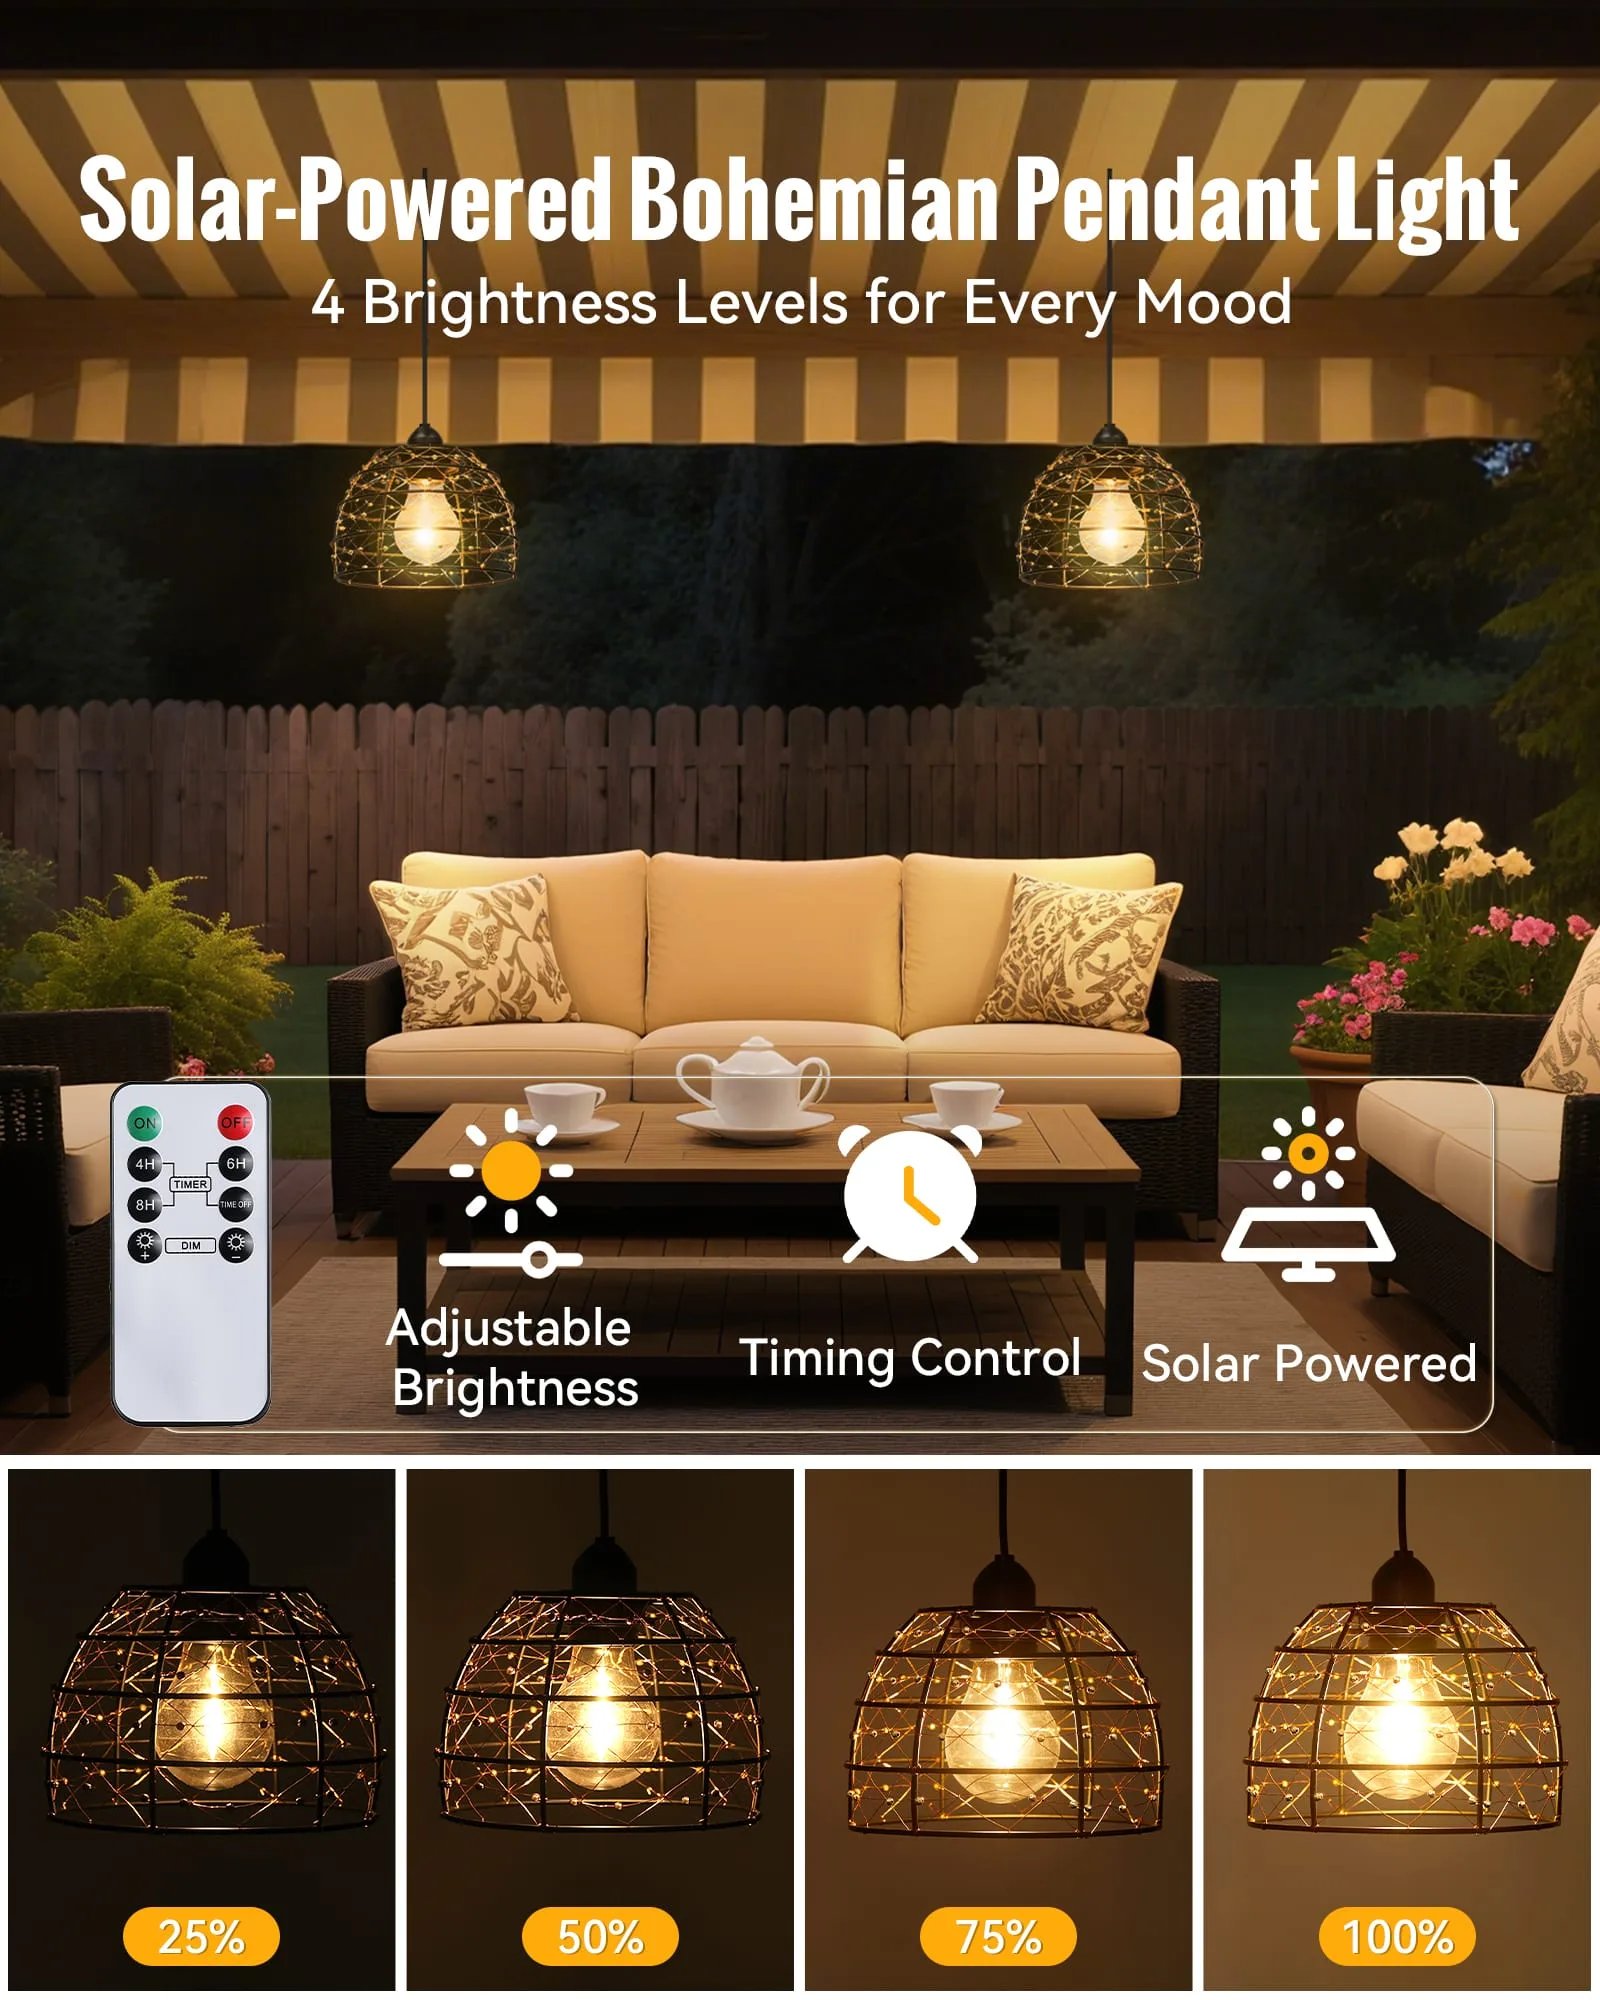 Solar-Powered Bohemian Pendant Light
4 Brightness Levels for Every Mood
ON OFF
4H 6H
TIMER
8H TIME OFF
DIM
+ −
Adjustable
Brightness
Timing Control
Solar Powered
25%
50%
75%
100%